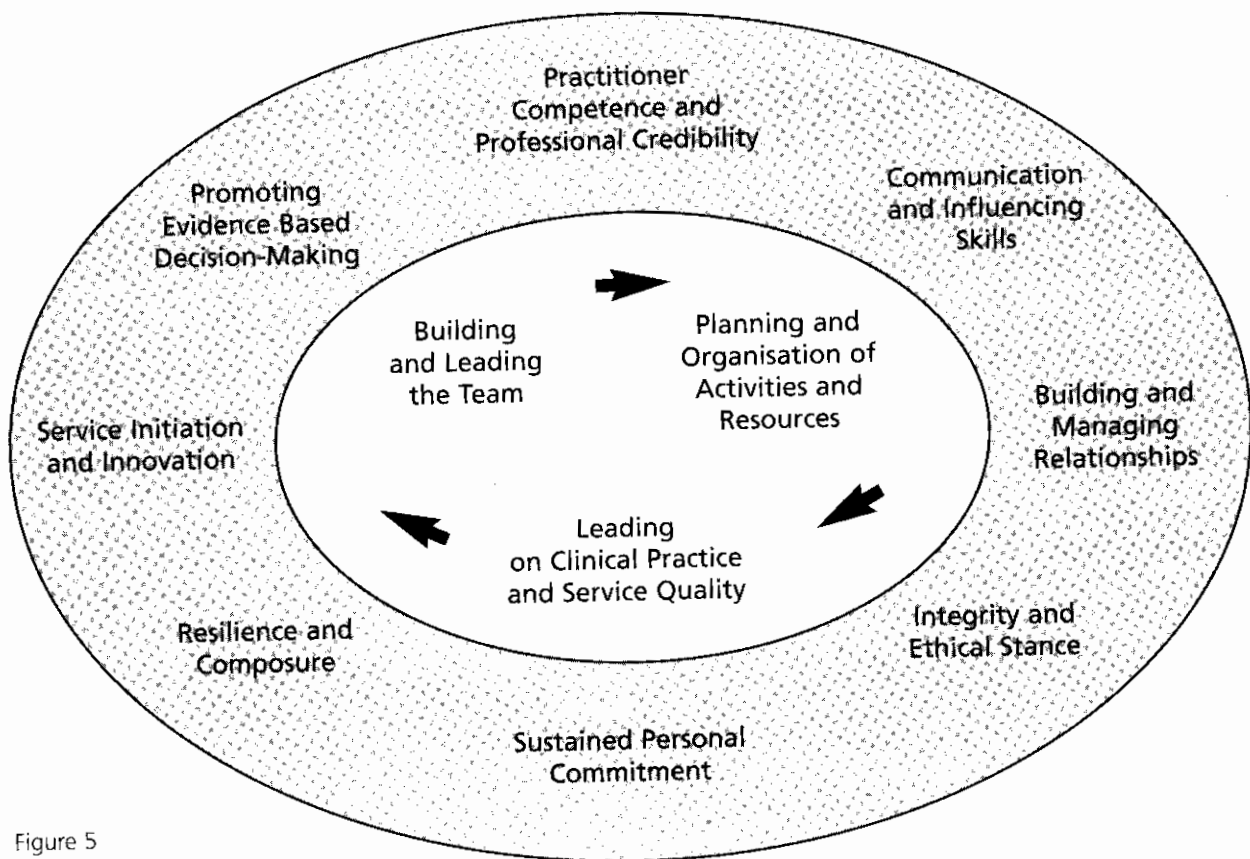 Practitioner
Competence and
Professional Credibility
Communication
and Influencing
Skills
Building and
Managing
Relationships
Integrity and
Ethical Stance
Sustained Personal
Commitment
Resilience and
Composure
Service Initiation
and Innovation
Promoting
Evidence Based
Decision-Making
Building
and Leading
the Team
Planning and
Organisation of
Activities and
Resources
Leading
on Clinical Practice
and Service Quality
Figure 5